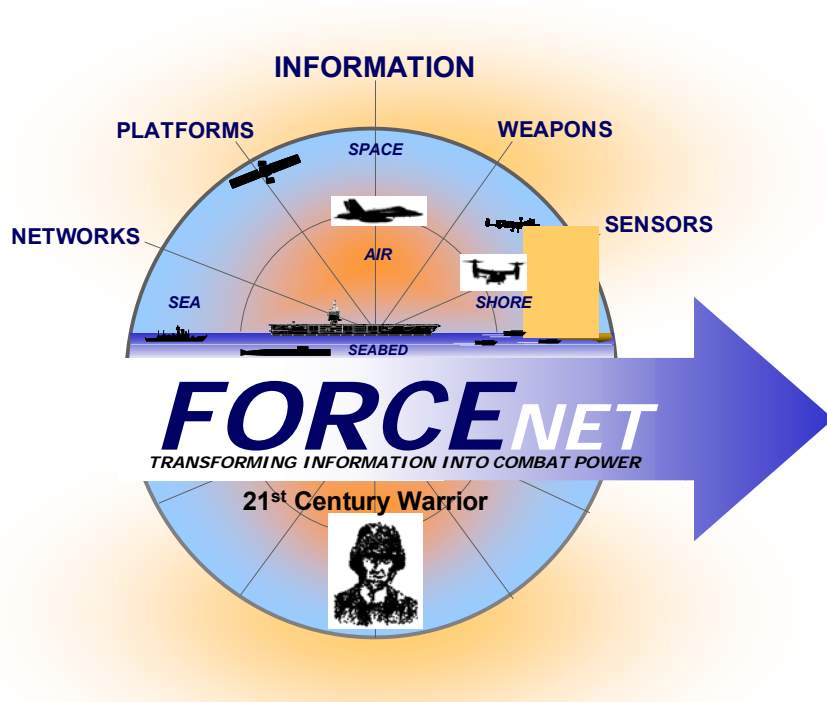 INFORMATION
PLATFORMS
WEAPONS
SPACE
NETWORKS
SENSORS
AIR
SEA
SHORE
SEABED
FORCENET
TRANSFORMING INFORMATION INTO COMBAT POWER
21st Century Warrior